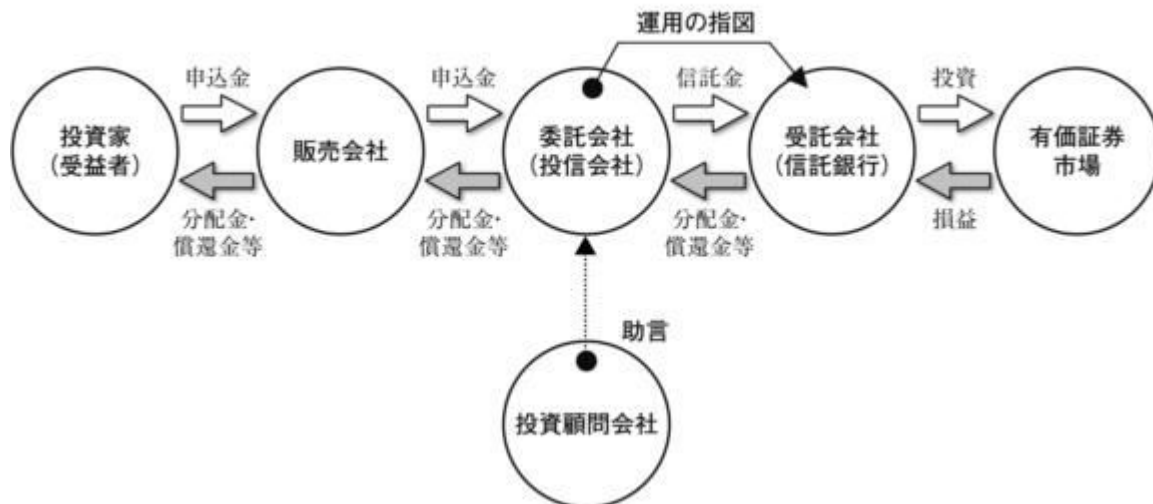 運用の指図
申込金
申込金
信託金
投資
投資家
(受益者)
販売会社
委託会社
(投信会社)
受託会社
(信託銀行)
有価証券
市場
分配金・
償還金等
分配金・
償還金等
分配金・
償還金等
損益
助言
投資顧問会社